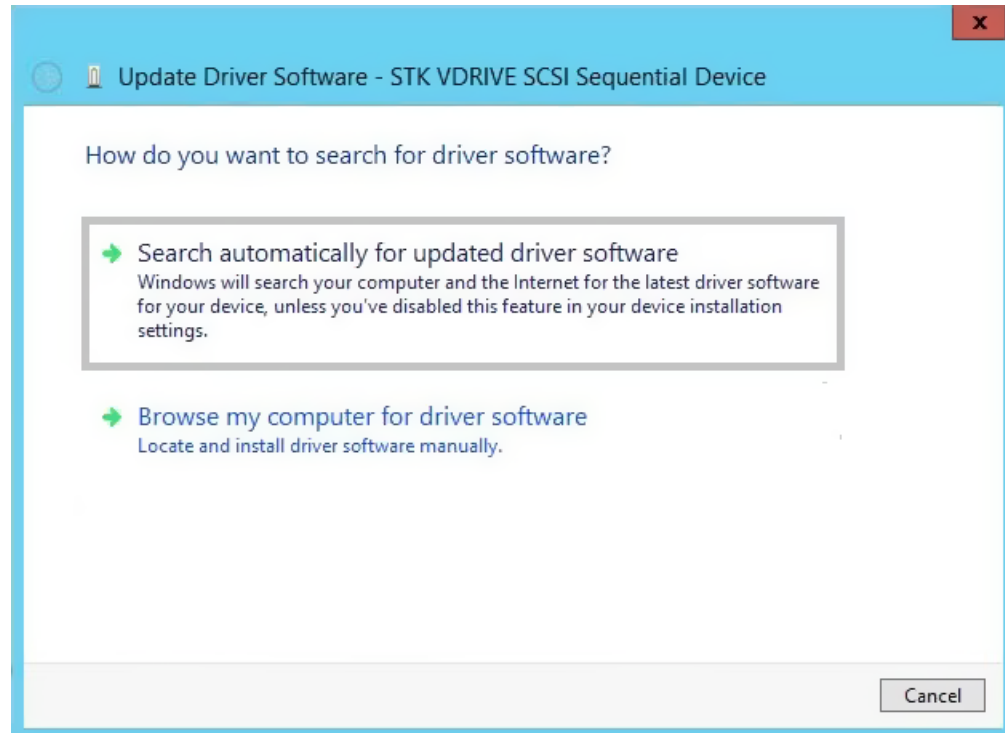 x
Update Driver Software - STK VDRIVE SCSI Sequential Device
How do you want to search for driver software?
Search automatically for updated driver software
Windows will search your computer and the Internet for the latest driver software
for your device, unless you've disabled this feature in your device installation
settings.
Browse my computer for driver software
Locate and install driver software manually.
Cancel